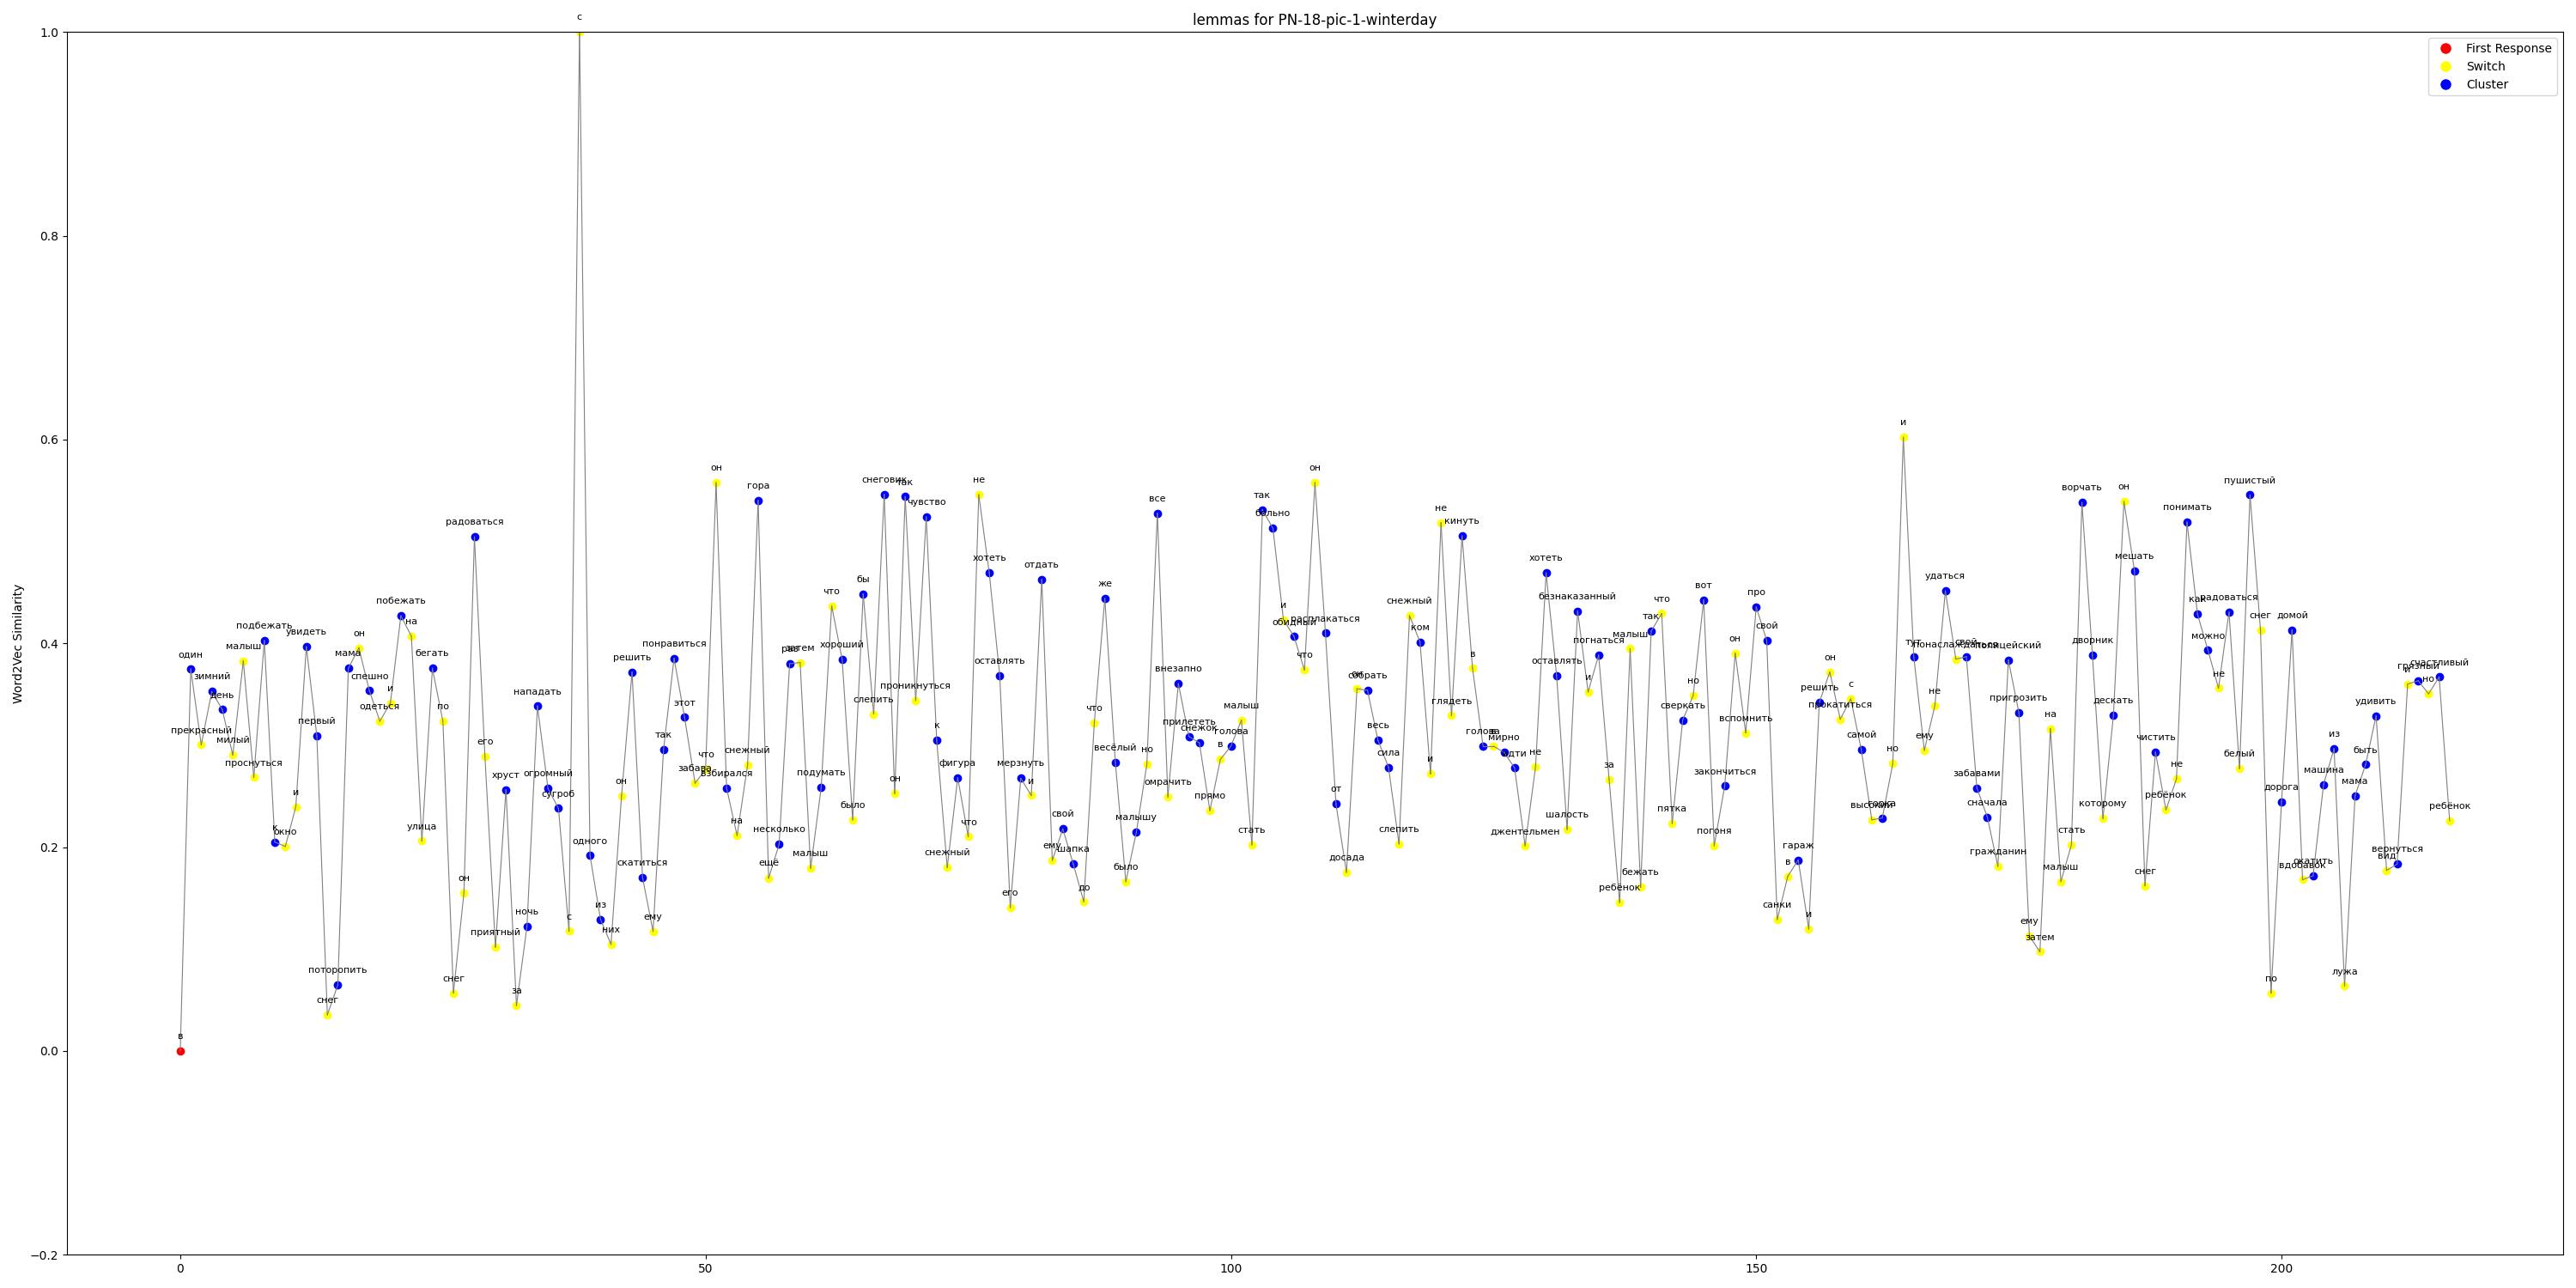 lemmas for PN-18-pic-1-winterday
First Response
Switch
Cluster
Word2Vec Similarity
1.0
0.8
0.6
0.4
0.2
0.0
−0.2
в
один
прекрасный
зимний
день
милый
малыш
проснуться
подбежать
к
окно
и
увидеть
первый
снег
поторопить
мама
он
спешно
одеться
и
побежать
на
улица
бегать
по
снег
он
радоваться
его
приятный
хруст
за
ночь
нападать
огромный
сугроб
с
с
одного
из
них
он
решить
скатиться
ему
так
понравиться
этот
забава
что
он
взбирался
на
снежный
гора
ещё
несколько
раз
затем
малыш
подумать
что
хороший
было
бы
слепить
снеговик
он
так
проникнуться
чувство
к
снежный
фигура
что
не
хотеть
оставлять
его
мерзнуть
и
отдать
ему
свой
шапка
до
что
же
весёлый
было
малышу
но
все
омрачить
внезапно
прилететь
снежок
прямо
в
голова
малыш
стать
так
больно
и
обидный
что
он
расплакаться
от
досада
он
собрать
весь
сила
слепить
снежный
ком
и
не
глядеть
кинуть
в
голова
мирно
идти
джентельмен
не
хотеть
оставлять
шалость
безнаказанный
и
погнаться
за
ребёнок
малыш
бежать
так
что
пятка
сверкать
но
вот
погоня
закончиться
он
вспомнить
про
свой
санки
в
гараж
и
решить
он
прокатиться
с
самой
высокий
горка
но
и
тут
ему
не
удаться
понаслаждаться
свой
забавами
сначала
гражданин
полицейский
пригрозить
ему
затем
на
малыш
стать
ворчать
дворник
которому
дескать
он
мешать
снег
чистить
ребёнок
не
понимать
как
можно
не
радоваться
белый
пушистый
снег
по
дорога
домой
вдобавок
окатить
машина
из
лужа
мама
быть
удивить
вид
вернуться
и
грязный
но
счастливый
ребёнок
0
50
100
150
200